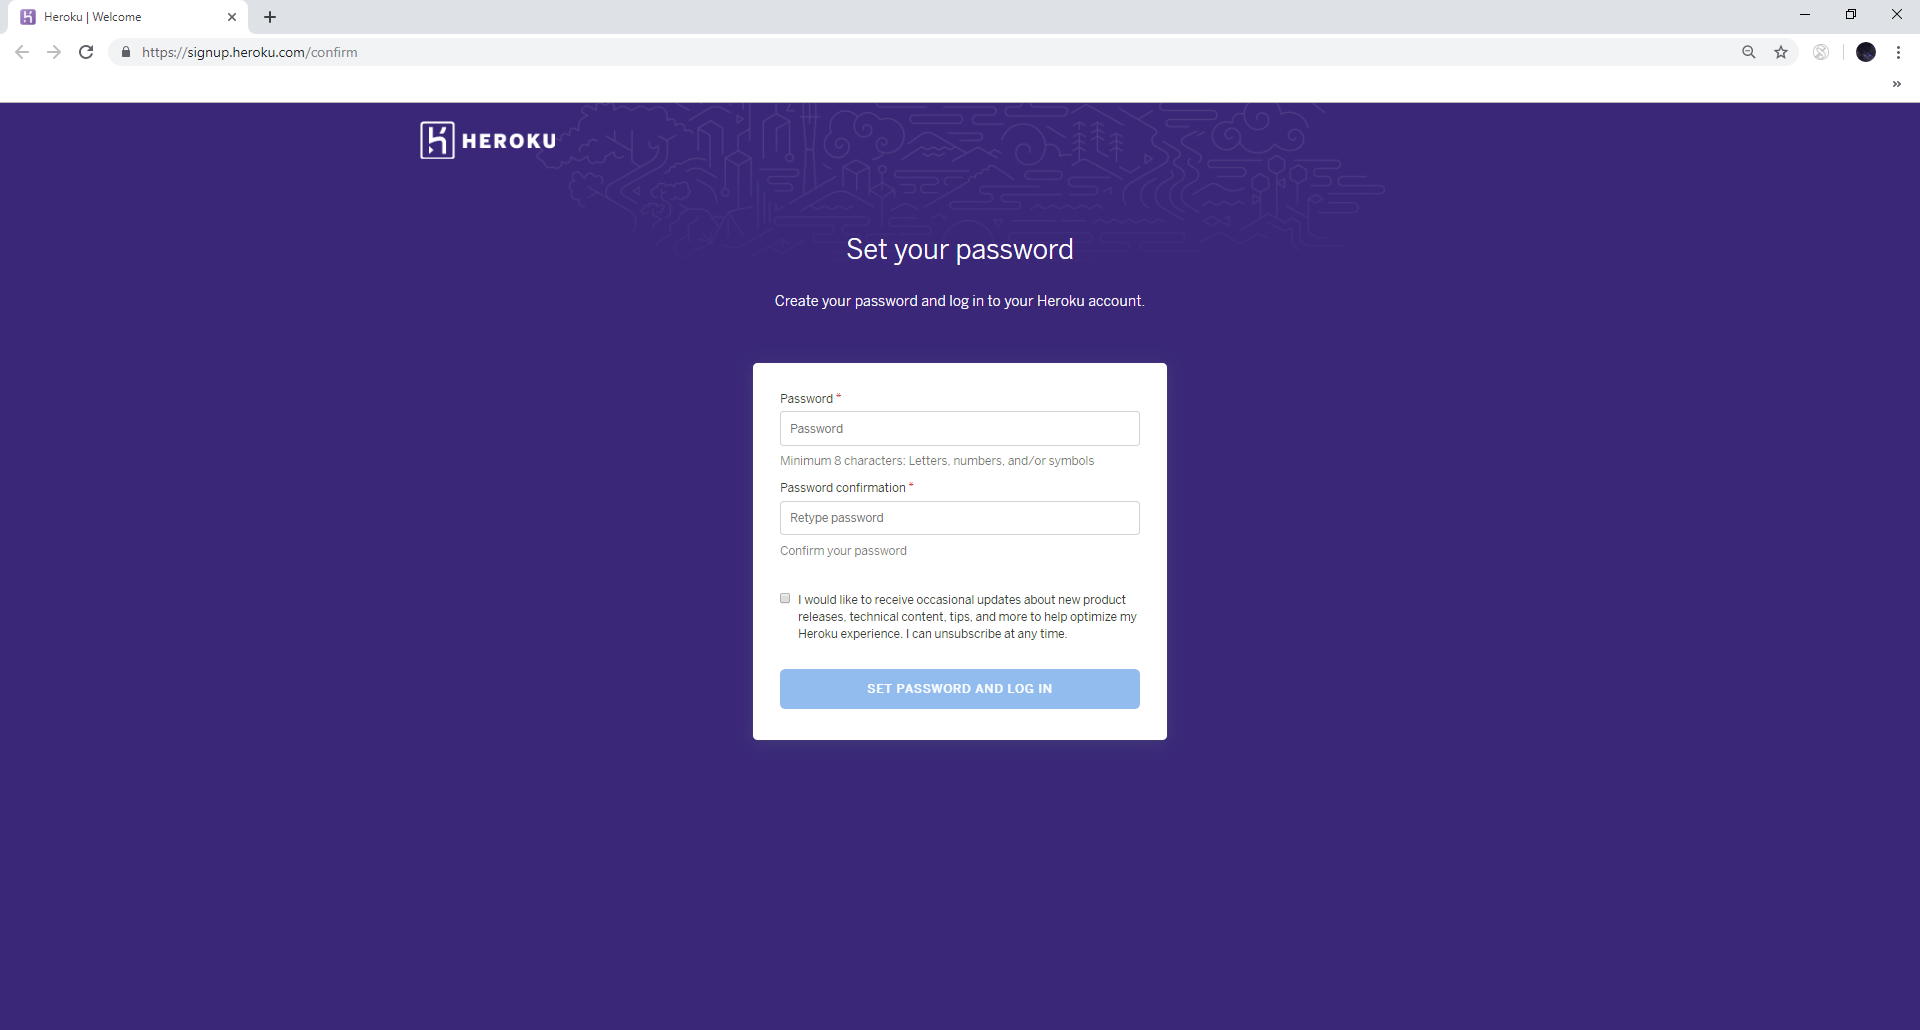 Heroku | Welcome
https://signup.heroku.com/confirm
HEROKU
Set your password
Create your password and log in to your Heroku account.
Password *
Password
Minimum 8 characters: Letters, numbers, and/or symbols
Password confirmation *
Retype password
Confirm your password
I would like to receive occasional updates about new product
releases, technical content, tips, and more to help optimize my
Heroku experience. I can unsubscribe at any time.
SET PASSWORD AND LOG IN